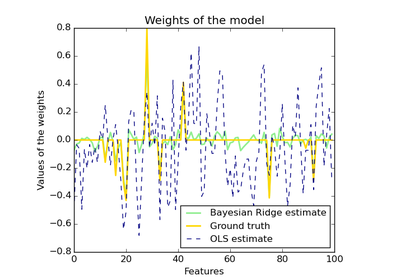 Weights of the model
0.8
0.6
0.4
0.2
0.0
−0.2
−0.4
−0.6
−0.8
Values of the weights
Bayesian Ridge estimate
Ground truth
OLS estimate
0 20 40 60 80 100
Features